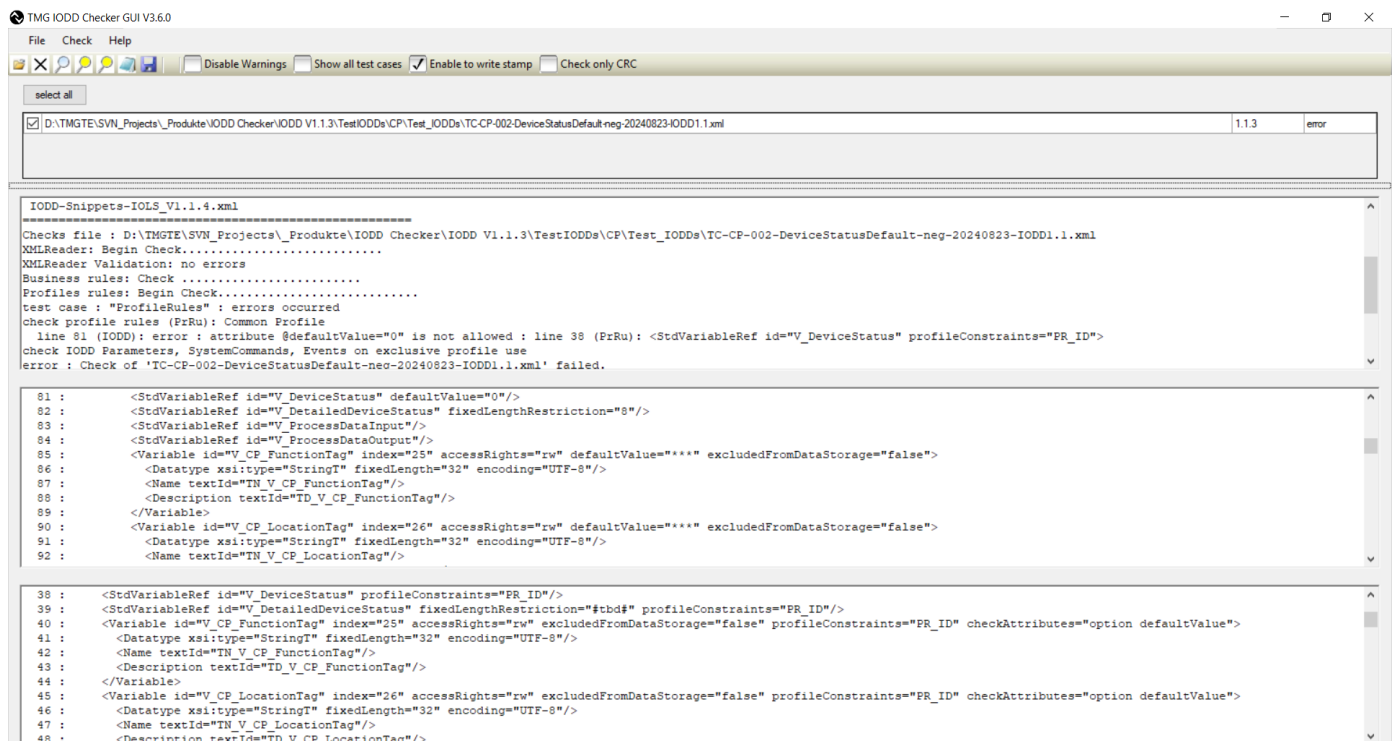 TMG IODD Checker GUI V3.6.0
File Check Help
Disable Warnings Show all test cases Enable to write stamp Check only CRC
select all
D:\TMGTE\SVN_Projects\_Produkte\IODD Checker\IODD V1.1.3\TestIODDs\CP\Test_IODDs\TC-CP-002-DeviceStatusDefault-neg-20240823-IODD1.1.xml 1.1.3 error
IODD-Snippets-IOLS_V1.1.4.xml
======================================================
Checks file : D:\TMGTE\SVN_Projects\_Produkte\IODD Checker\IODD V1.1.3\TestIODDs\CP\Test_IODDs\TC-CP-002-DeviceStatusDefault-neg-20240823-IODD1.1.xml
XMLReader: Begin Check............................
XMLReader Validation: no errors
Business rules: Check .........................
Profiles rules: Begin Check............................
test case : "ProfileRules" : errors occurred
check profile rules (PrRu): Common Profile
line 81 (IODD): error : attribute @defaultValue="0" is not allowed : line 38 (PrRu): <StdVariableRef id="V_DeviceStatus" profileConstraints="PR_ID">
check IODD Parameters, SystemCommands, Events on exclusive profile use
error : Check of 'TC-CP-002-DeviceStatusDefault-neg-20240823-IODD1.1.xml' failed.
81 : <StdVariableRef id="V_DeviceStatus" defaultValue="0"/>
82 : <StdVariableRef id="V_DetailedDeviceStatus" fixedLengthRestriction="8"/>
83 : <StdVariableRef id="V_ProcessDataInput"/>
84 : <StdVariableRef id="V_ProcessDataOutput"/>
85 : <Variable id="V_CP_FunctionTag" index="25" accessRights="rw" defaultValue="***" excludedFromDataStorage="false">
86 : <Datatype xsi:type="StringT" fixedLength="32" encoding="UTF-8"/>
87 : <Name textId="TN_V_CP_FunctionTag"/>
88 : <Description textId="TD_V_CP_FunctionTag"/>
89 : </Variable>
90 : <Variable id="V_CP_LocationTag" index="26" accessRights="rw" defaultValue="***" excludedFromDataStorage="false">
91 : <Datatype xsi:type="StringT" fixedLength="32" encoding="UTF-8"/>
92 : <Name textId="TN_V_CP_LocationTag"/>
38 : <StdVariableRef id="V_DeviceStatus" profileConstraints="PR_ID"/>
39 : <StdVariableRef id="V_DetailedDeviceStatus" fixedLengthRestriction="#tbd#" profileConstraints="PR_ID"/>
40 : <Variable id="V_CP_FunctionTag" index="25" accessRights="rw" excludedFromDataStorage="false" profileConstraints="PR_ID" checkAttributes="option defaultValue">
41 : <Datatype xsi:type="StringT" fixedLength="32" encoding="UTF-8"/>
42 : <Name textId="TN_V_CP_FunctionTag"/>
43 : <Description textId="TD_V_CP_FunctionTag"/>
44 : </Variable>
45 : <Variable id="V_CP_LocationTag" index="26" accessRights="rw" excludedFromDataStorage="false" profileConstraints="PR_ID" checkAttributes="option defaultValue">
46 : <Datatype xsi:type="StringT" fixedLength="32" encoding="UTF-8"/>
47 : <Name textId="TN_V_CP_LocationTag"/>
48 : <Description textId="TD_V_CP_LocationTag"/>